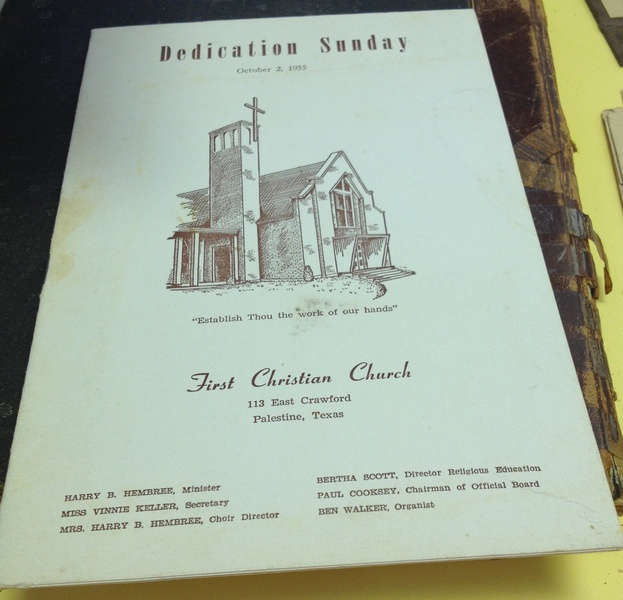 Dedication Sunday
October 2, 1955
"Establish Thou the work of our hands"
First Christian Church
113 East Crawford
Palestine, Texas
HARRY B. HEMBREE, Minister
MISS VINNIE KELLER, Secretary
MRS. HARRY B. HEMBREE, Choir Director
BERTHA SCOTT, Director Religious Education
PAUL COOKSEY, Chairman of Official Board
BEN WALKER, Organist